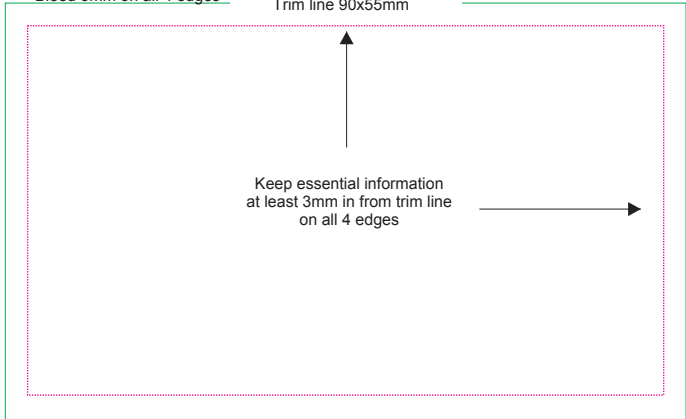 Trim line 90x55mm
Keep essential information
at least 3mm in from trim line
on all 4 edges